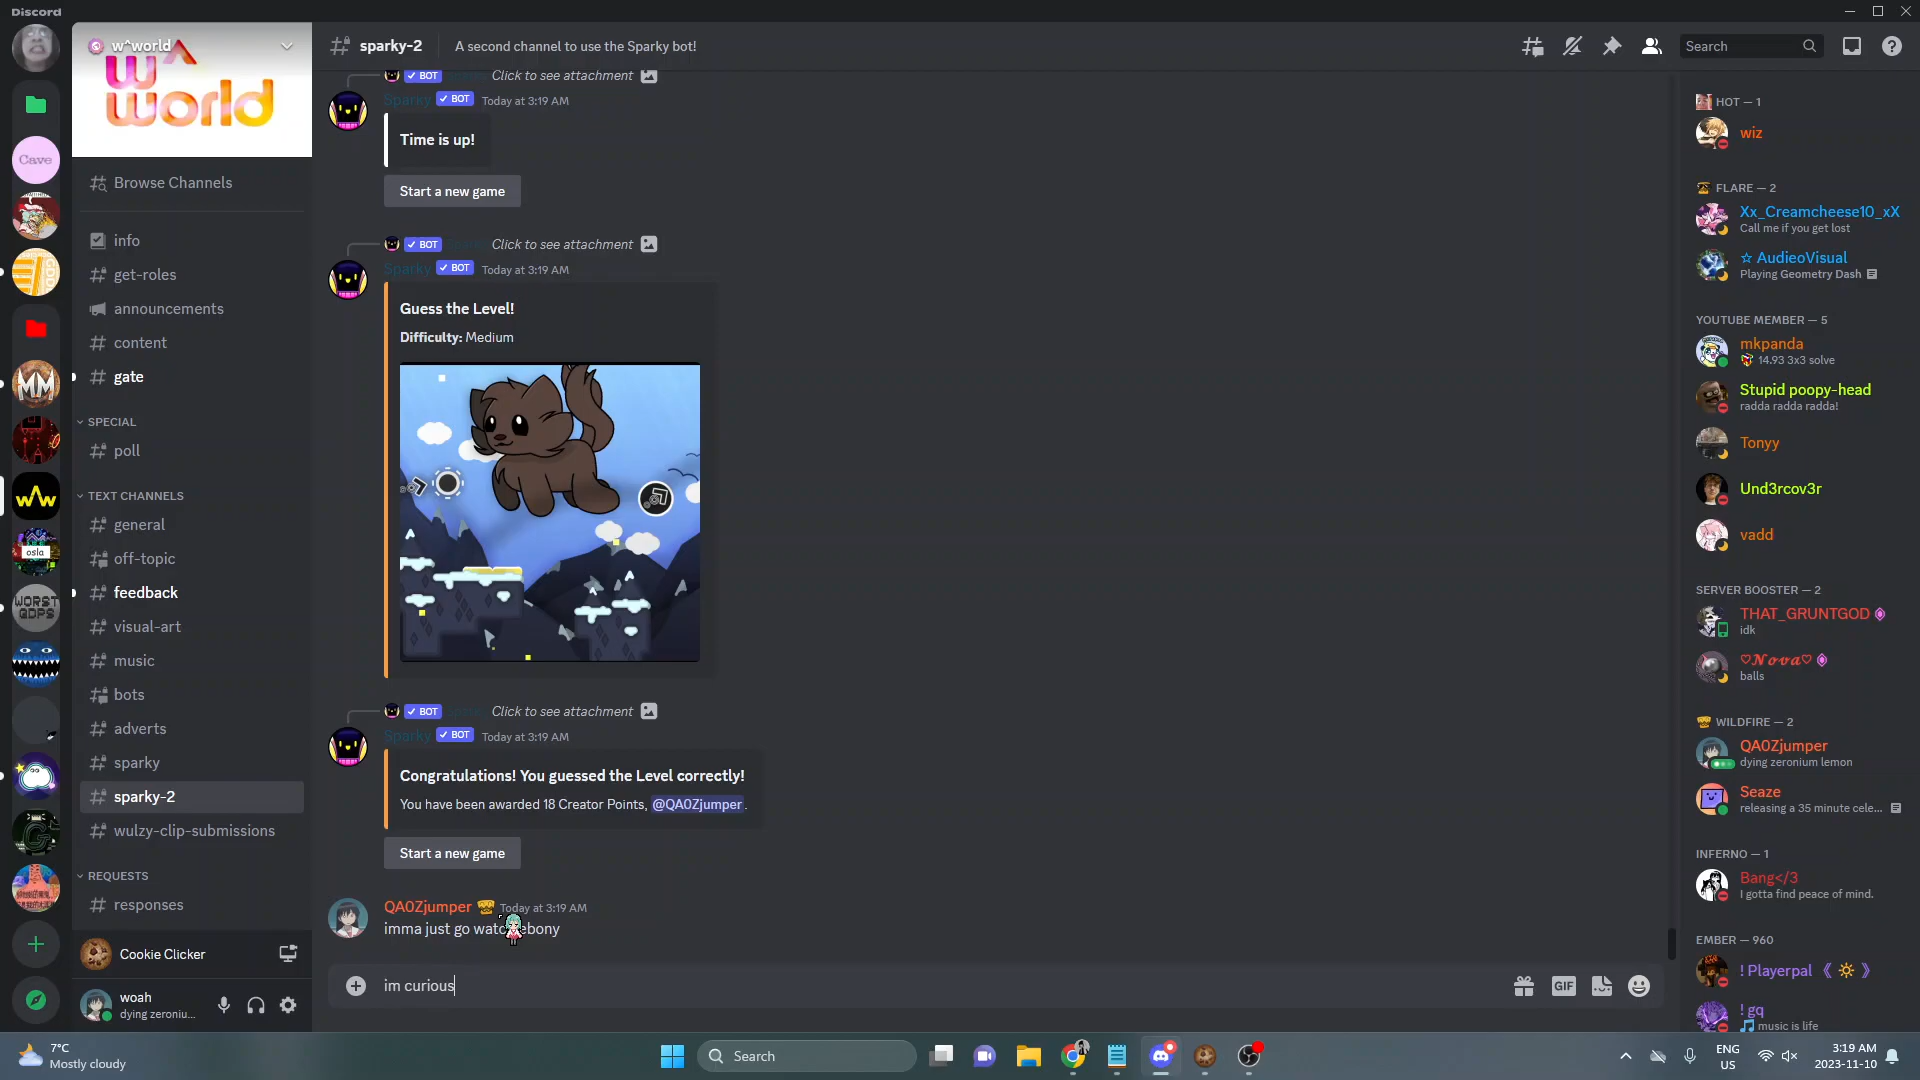 Discord
w^world
w^
world
Cave
MM
osla
WORST
GDPS
Browse Channels
info
get-roles
announcements
content
gate
SPECIAL
poll
TEXT CHANNELS
general
off-topic
feedback
visual-art
music
bots
adverts
sparky
sparky-2
wulzy-clip-submissions
REQUESTS
responses
Cookie Clicker
woah
dying zeroniu...
sparky-2
A second channel to use the Sparky bot!
Search
BOT Click to see attachment
Sparky BOT Today at 3:19 AM
Time is up!
Start a new game
BOT Click to see attachment
Sparky BOT Today at 3:19 AM
Guess the Level!
Difficulty: Medium
BOT Click to see attachment
Sparky BOT Today at 3:19 AM
Congratulations! You guessed the Level correctly!
You have been awarded 18 Creator Points, @QA0Zjumper.
Start a new game
QA0Zjumper Today at 3:19 AM
imma just go watch ebony
im curious
GIF
HOT — 1
wiz
FLARE — 2
Xx_Creamcheese10_xX
Call me if you get lost
☆ AudieoVisual
Playing Geometry Dash
YOUTUBE MEMBER — 5
mkpanda
14.93 3x3 solve
Stupid poopy-head
radda radda radda!
Tonyy
Und3rcov3r
vadd
SERVER BOOSTER — 2
THAT_GRUNTGOD
idk
♡𝓝𝓸𝓿𝓪♡
balls
WILDFIRE — 2
QA0Zjumper
dying zeronium lemon
Seaze
releasing a 35 minute cele...
INFERNO — 1
Bang</3
I gotta find peace of mind.
EMBER — 960
! Playerpal 《 🔆 》
! gq
music is life
7°C
Mostly cloudy
Search
ENG
US
3:19 AM
2023-11-10